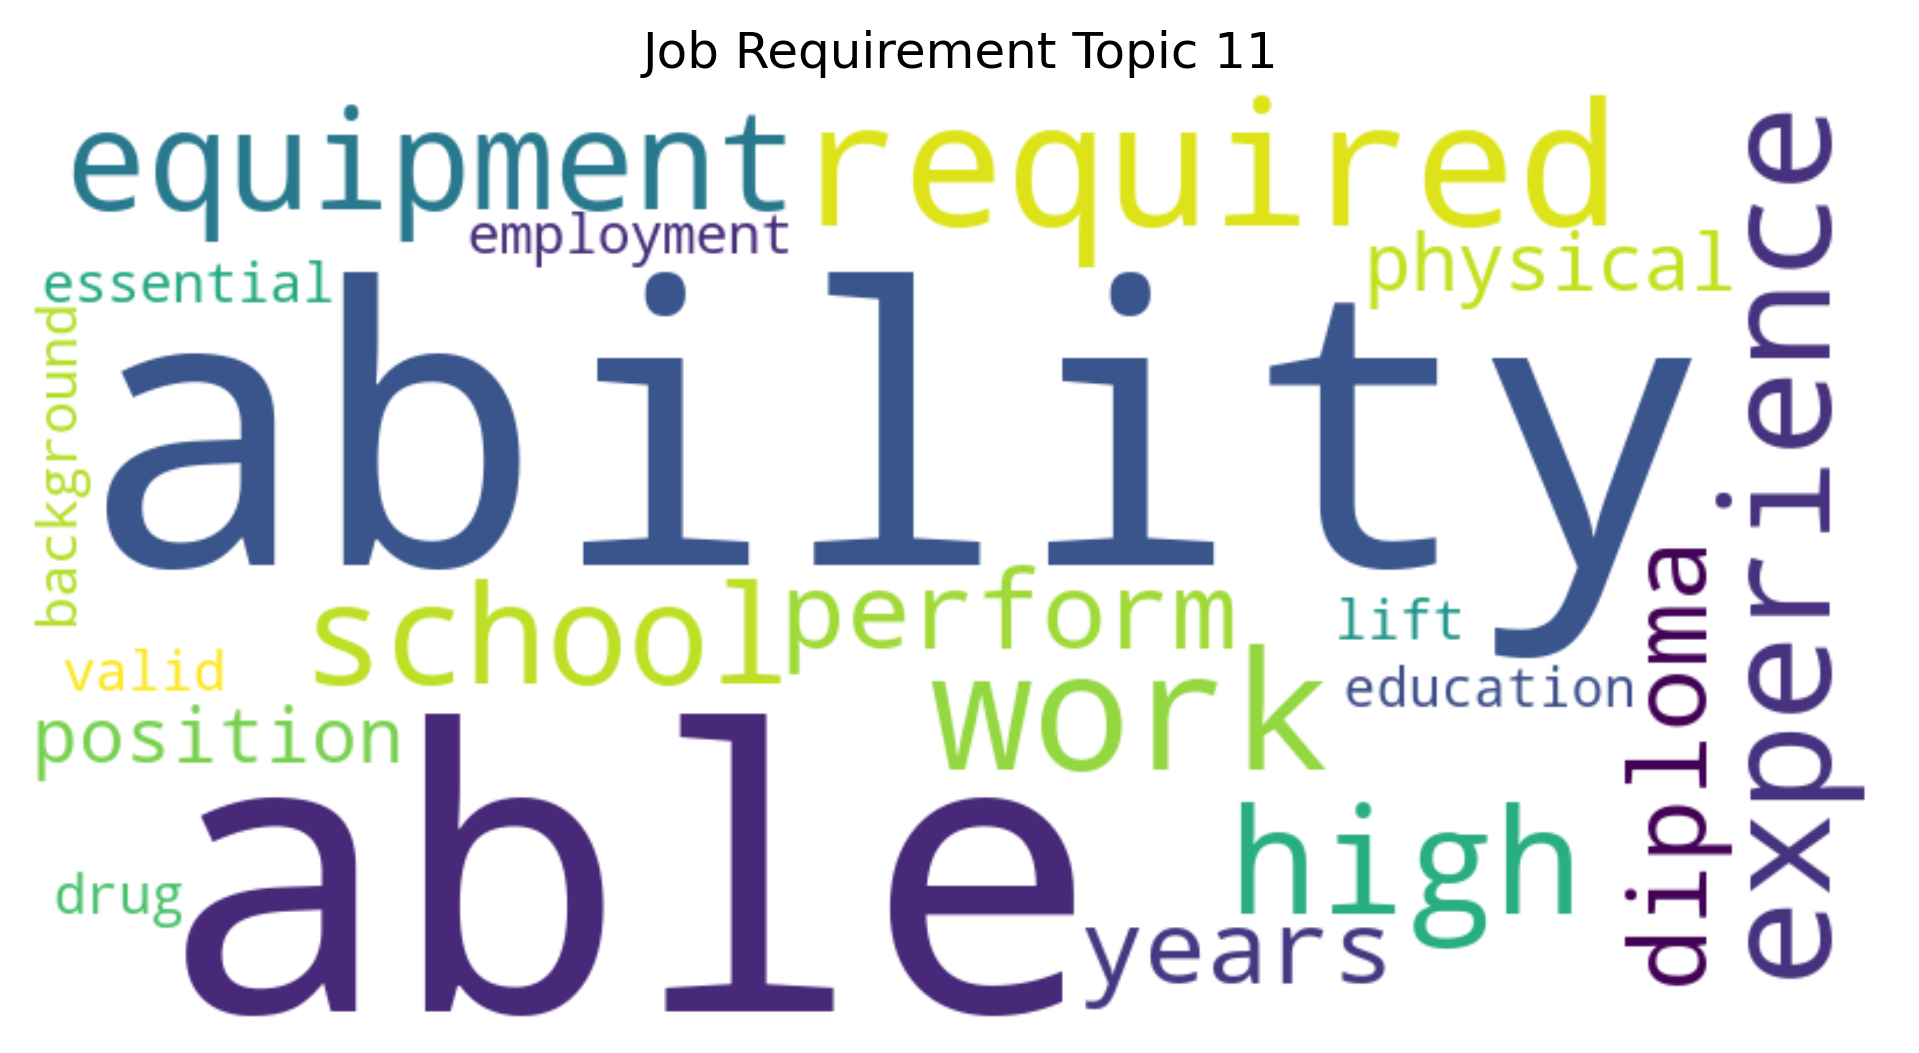 Job Requirement Topic 11
equipment
required
experience
employment
physical
essential
ability
background
school
perform
lift
valid
work
education
diploma
position
able
high
drug
years